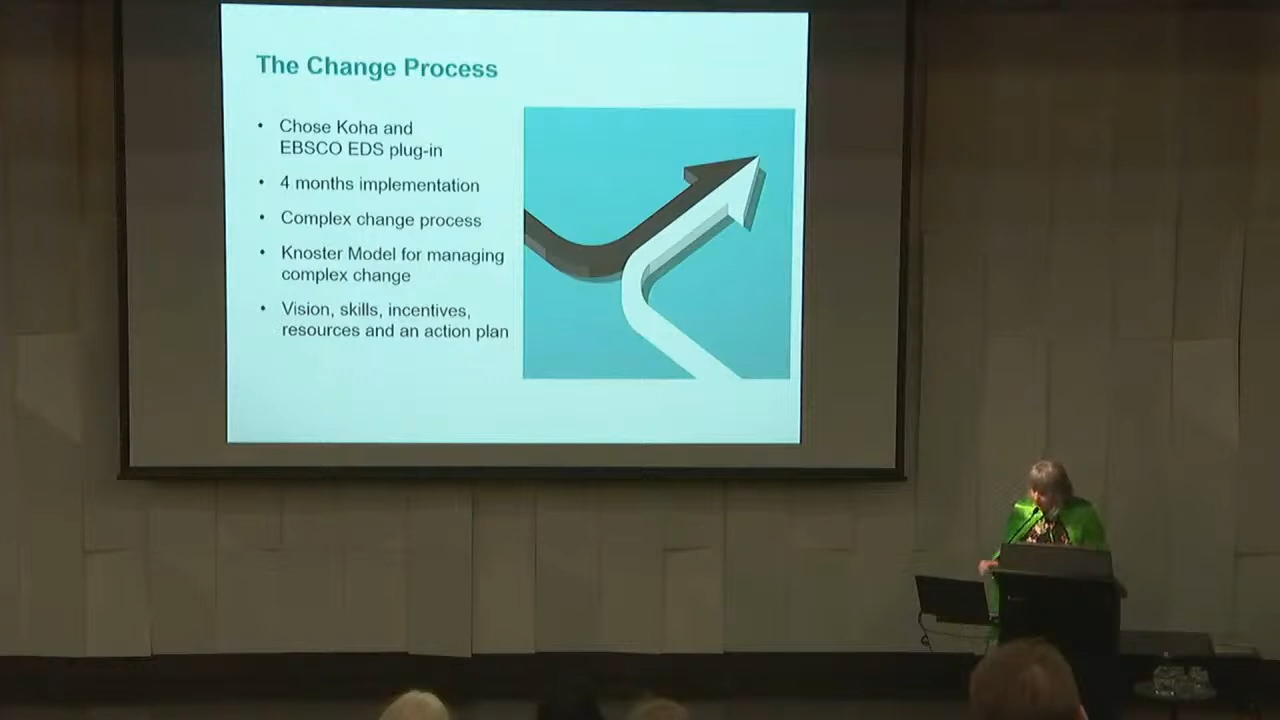 The Change Process
• Chose Koha and
EBSCO EDS plug-in
• 4 months implementation
• Complex change process
• Knoster Model for managing
complex change
• Vision, skills, incentives,
resources and an action plan